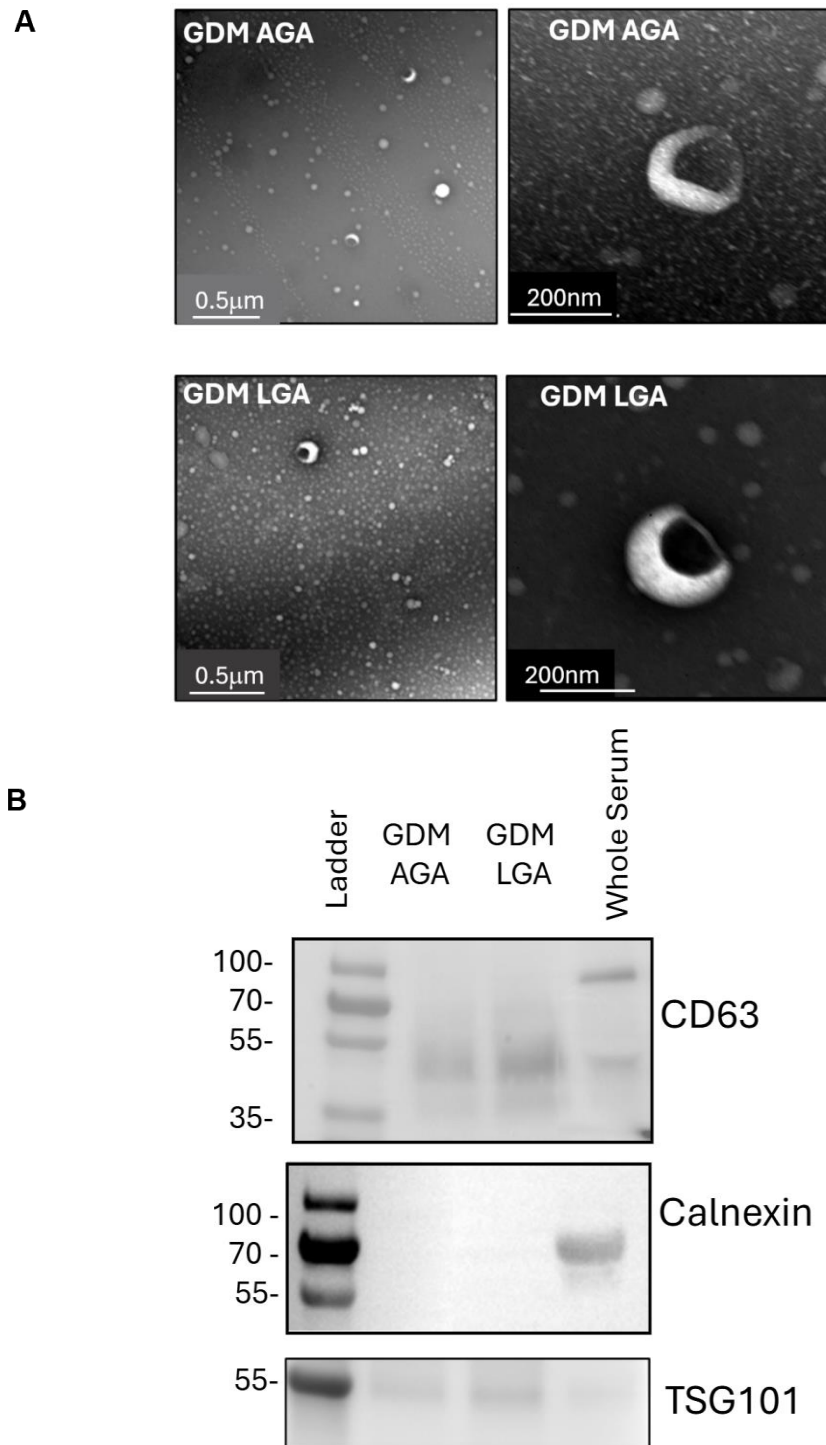 A
GDM AGA
GDM AGA
0.5μm
200nm
GDM LGA
GDM LGA
0.5μm
200nm
B
Ladder
GDM
AGA
GDM
LGA
Whole Serum
100-
70-
55-
35-
CD63
100 -
70 -
55-
Calnexin
55-
TSG101